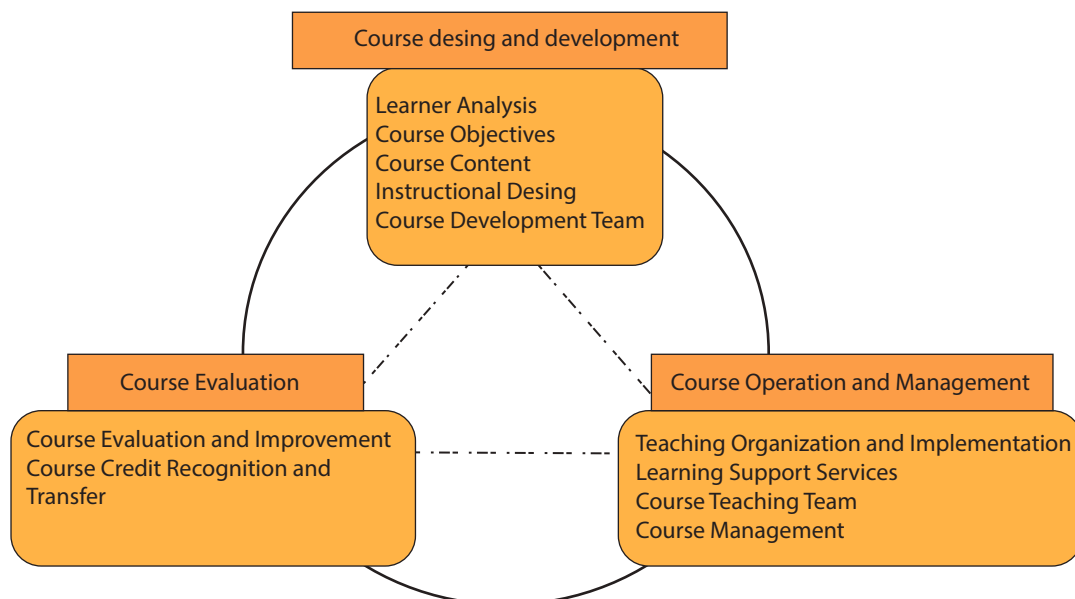 Course desing and development
Learner Analysis
Course Objectives
Course Content
Instructional Desing
Course Development Team
Course Evaluation
Course Evaluation and Improvement
Course Credit Recognition and
Transfer
Course Operation and Management
Teaching Organization and Implementation
Learning Support Services
Course Teaching Team
Course Management